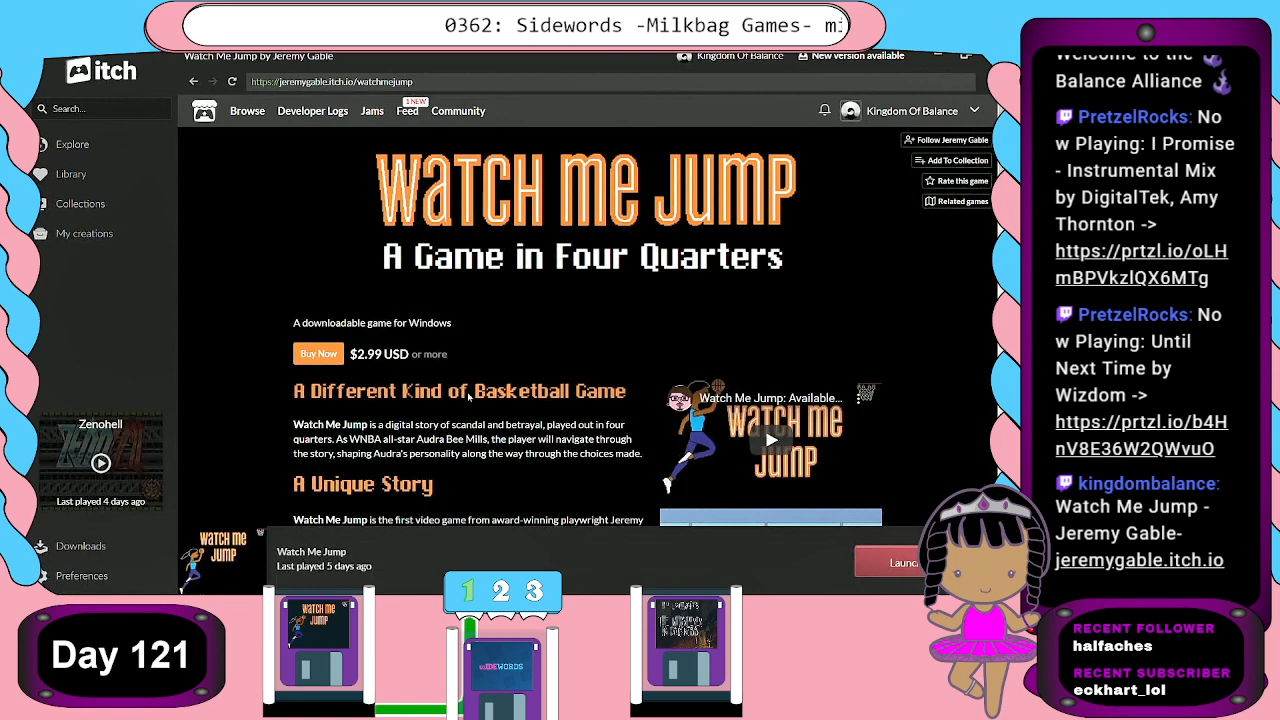 0362: Sidewords -Milkbag Games- mi
itch
Watch Me Jump by Jeremy Gable
Kingdom Of Balance
New version available
https://jeremygable.itch.io/watchmejump
Search...
Explore
Library
Collections
My creations
Browse
Developer Logs
Jams
1 NEW
Feed
Community
Kingdom Of Balance
Follow Jeremy Gable
Add To Collection
Rate this game
Related games
WATCH ME JUMP
A Game in Four Quarters
A downloadable game for Windows
Buy Now $2.99 USD or more
A Different Kind of Basketball Game
Watch Me Jump is a digital story of scandal and betrayal, played out in four
quarters. As WNBA all-star Audra Bee Mills, the player will navigate through
the story, shaping Audra's personality along the way through the choices made.
A Unique Story
Watch Me Jump is the first video game from award-winning playwright Jeremy
Watch Me Jump: Available...
WATCH ME
JUMP
Zenohell
Last played 4 days ago
Downloads
Preferences
WATCH ME
JUMP
Watch Me Jump
Last played 5 days ago
Launch
Welcome to the
Balance Alliance
PretzelRocks: No
w Playing: I Promise
- Instrumental Mix
by DigitalTek, Amy
Thornton ->
https://prtzl.io/oLH
mBPVkzlQX6MTg
PretzelRocks: No
w Playing: Until
Next Time by
Wizdom ->
https://prtzl.io/b4H
nV8E36W2QWvuO
kingdombalance:
Watch Me Jump -
Jeremy Gable-
jeremygable.itch.io
Day 121
WATCH ME
JUMP
1 2 3
SIDEWORDS
RECENT FOLLOWER
halfaches
RECENT SUBSCRIBER
eckhart_lol